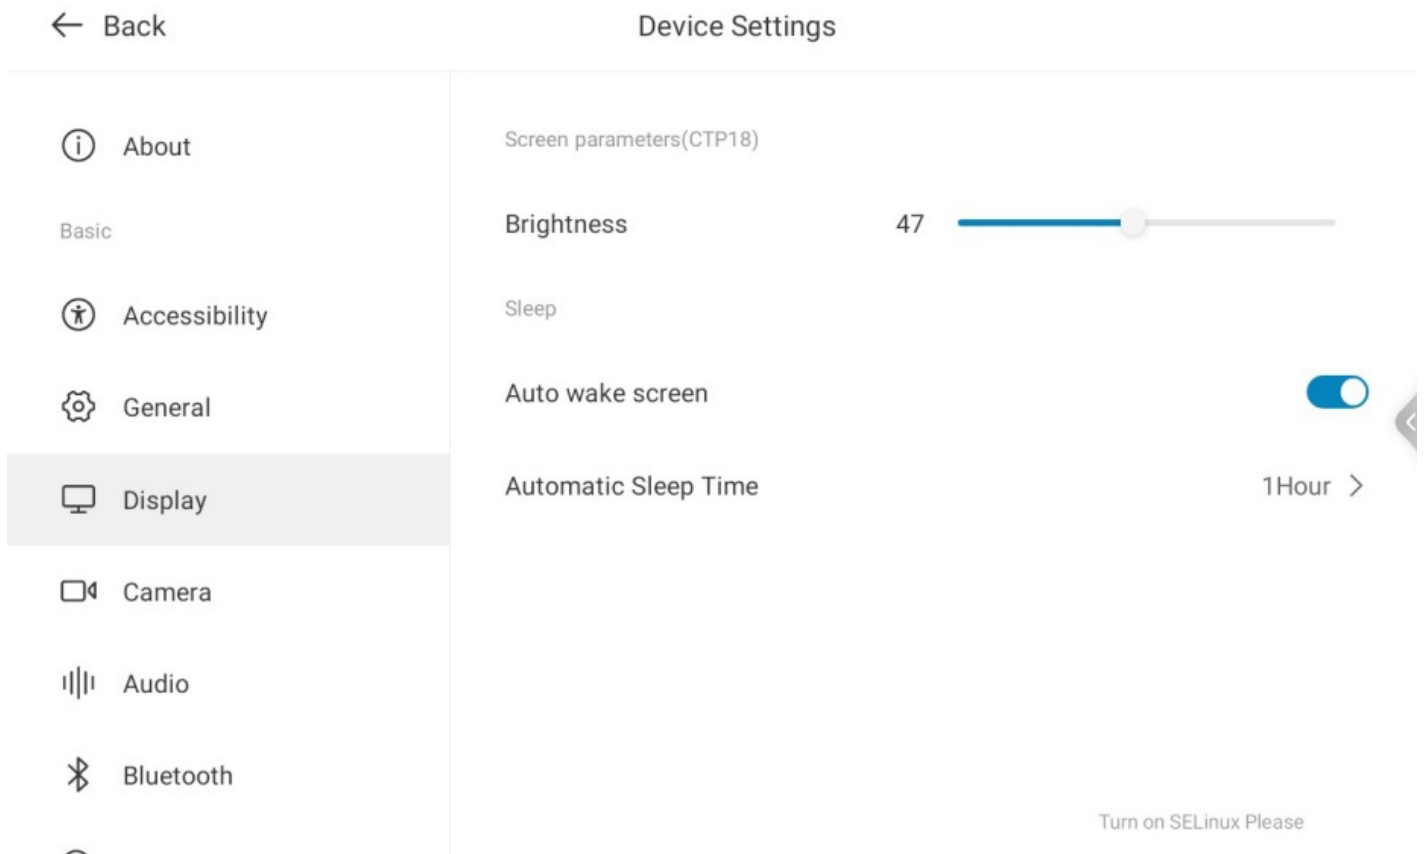 Back
Device Settings
About
Basic
Accessibility
General
Display
Camera
Audio
Bluetooth
Screen parameters(CTP18)
Brightness 47
Sleep
Auto wake screen
Automatic Sleep Time 1Hour
Turn on SELinux Please